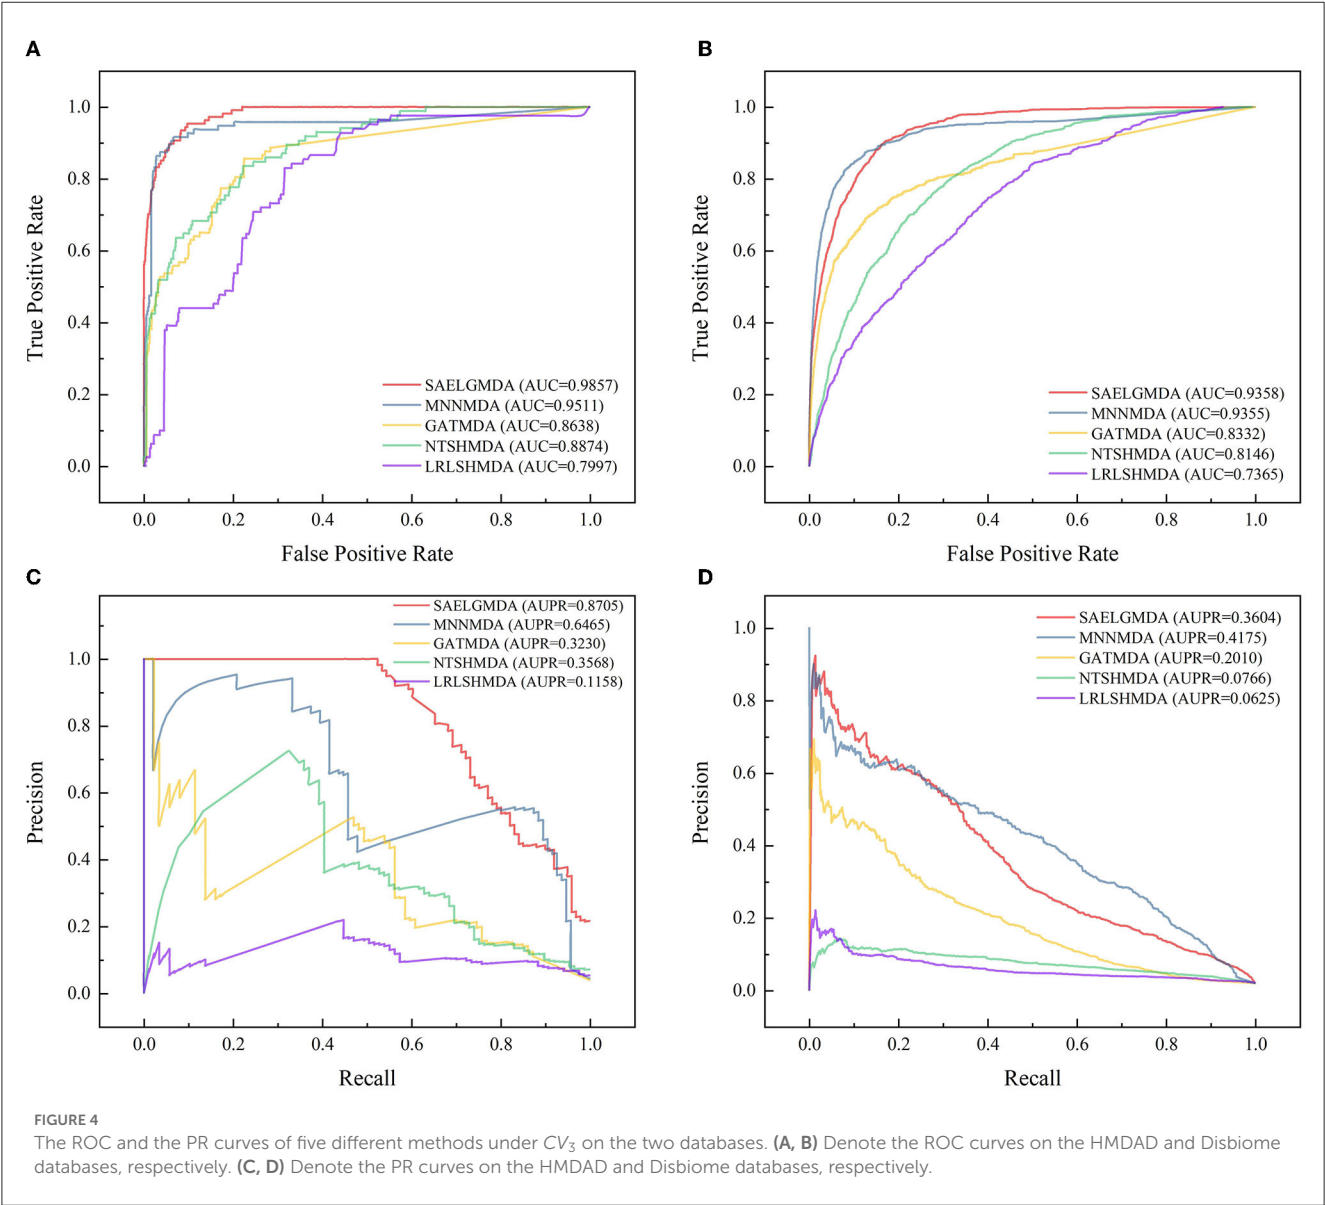 A
1.0
0.8
0.6
0.4
0.2
0.0
True Positive Rate
SAELGMDA (AUC=0.9857)
MNNMDA (AUC=0.9511)
GATMDA (AUC=0.8638)
NTSHMDA (AUC=0.8874)
LRLSHMDA (AUC=0.7997)
0.0 0.2 0.4 0.6 0.8 1.0
False Positive Rate
B
1.0
0.8
0.6
0.4
0.2
0.0
True Positive Rate
SAELGMDA (AUC=0.9358)
MNNMDA (AUC=0.9355)
GATMDA (AUC=0.8332)
NTSHMDA (AUC=0.8146)
LRLSHMDA (AUC=0.7365)
0.0 0.2 0.4 0.6 0.8 1.0
False Positive Rate
C
SAELGMDA (AUPR=0.8705)
MNNMDA (AUPR=0.6465)
GATMDA (AUPR=0.3230)
NTSHMDA (AUPR=0.3568)
LRLSHMDA (AUPR=0.1158)
1.0
0.8
0.6
0.4
0.2
0.0
Precision
0.0 0.2 0.4 0.6 0.8 1.0
Recall
D
SAELGMDA (AUPR=0.3604)
MNNMDA (AUPR=0.4175)
GATMDA (AUPR=0.2010)
NTSHMDA (AUPR=0.0766)
LRLSHMDA (AUPR=0.0625)
1.0
0.8
0.6
0.4
0.2
0.0
Precision
0.0 0.2 0.4 0.6 0.8 1.0
Recall
FIGURE 4
The ROC and the PR curves of five different methods under CV₃ on the two databases. (A, B) Denote the ROC curves on the HMDAD and Disbiome
databases, respectively. (C, D) Denote the PR curves on the HMDAD and Disbiome databases, respectively.